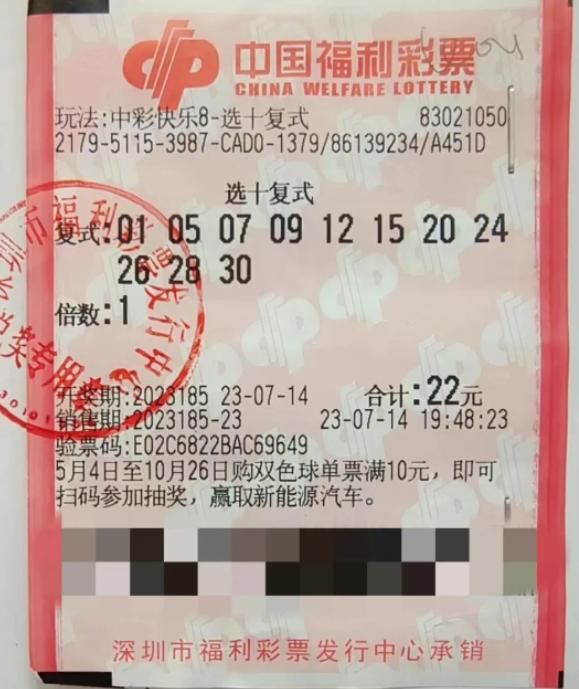 中国福利彩票
CHINA WELFARE LOTTERY
玩法:中彩快乐8-选十复式 83021050
2179-5115-3987-CAD0-1379/86139234/A451D
选十复式
复式:01 05 07 09 12 15 20 24
26 28 30
倍数:1
开奖期:2023185 23-07-14 合计:22元
销售期:2023185-23 23-07-14 19:48:23
验票码:E02C6822BAC69649
5月4日至10月26日购双色球单票满10元，即可
扫码参加抽奖，赢取新能源汽车。
深圳市福利彩票发行中心承销